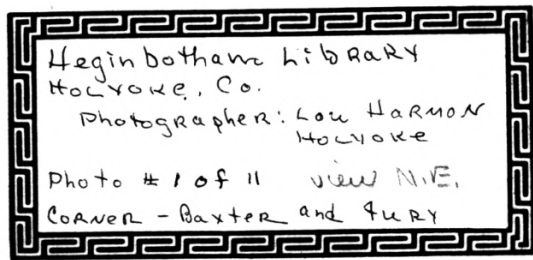 Heginbotham Library
Holyoke, Co.
Photographer: Lou Harmon
Holyoke
Photo # 1 of 11 view N.E.
Corner - Baxter and Fury